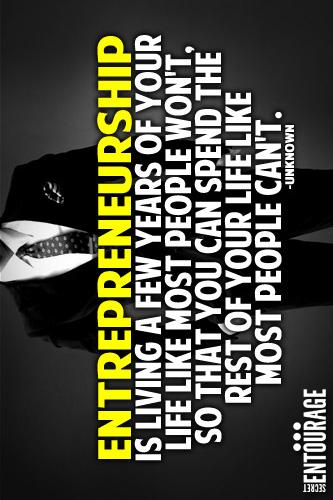 ENTREPRENEURSHIP
IS LIVING A FEW YEARS OF YOUR
LIFE LIKE MOST PEOPLE WON'T,
SO THAT YOU CAN SPEND THE
REST OF YOUR LIFE LIKE
MOST PEOPLE CAN'T.
-UNKNOWN
SECRET
ENTOURAGE